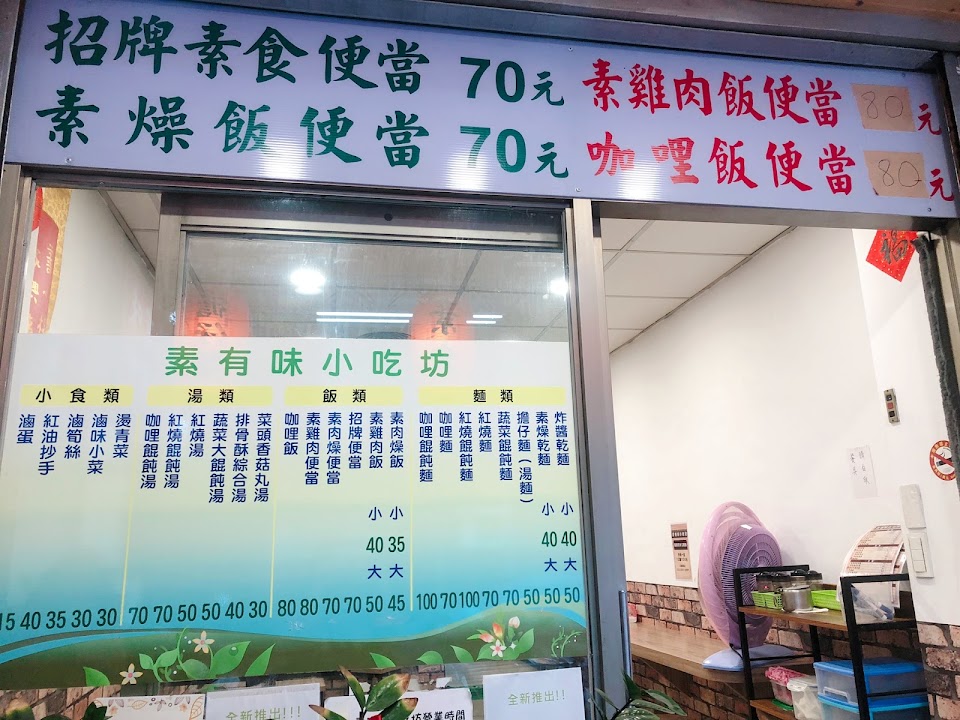 招牌素食便當 70元
素燥飯便當 70元
素雞肉飯便當 80元
咖哩飯便當 80元
素有味小吃坊
麵類
炸醬乾麵 小 40 大 50
素燥乾麵 小 40 大 50
擔仔麵(湯麵) 50
蔬菜餛飩麵 70
紅燒麵 70
紅燒餛飩麵 100
咖哩麵 70
咖哩餛飩麵 100
飯類
素肉燥飯 小 35 大 45
素雞肉飯 小 40 大 50
招牌便當 70
素肉燥便當 70
素雞肉便當 80
咖哩飯 80
湯類
菜頭香菇丸湯 30
排骨酥綜合湯 40
蔬菜大餛飩湯 50
紅燒湯 50
紅燒餛飩湯 70
咖哩餛飩湯 70
小食類
燙青菜 30
滷味小菜 30
滷筍絲 35
紅油抄手 40
滷蛋 15
全新推出!!!
坊營業時間
全新推出!!!